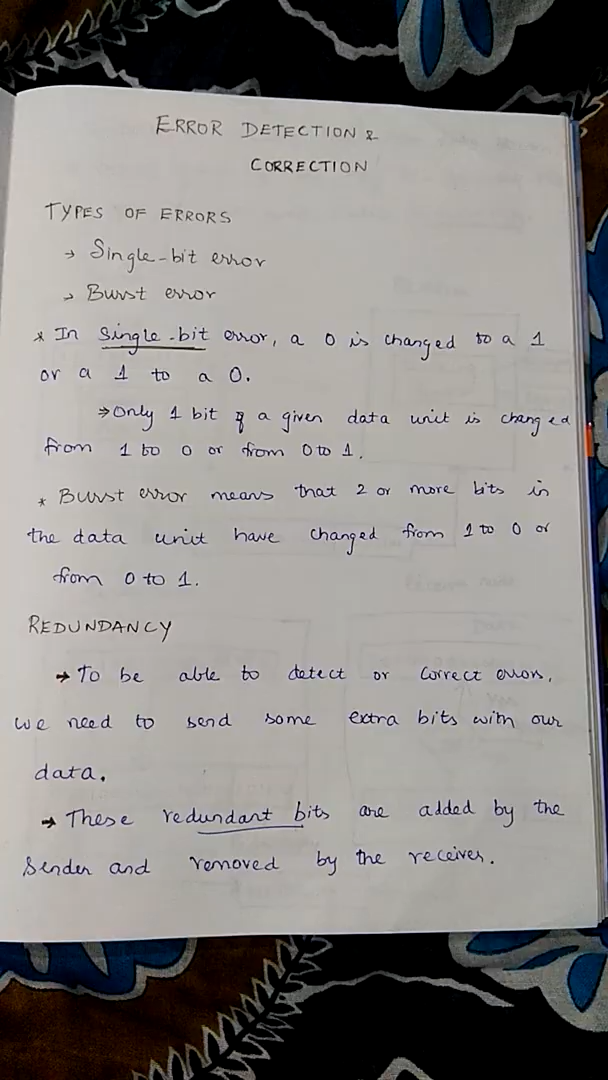 ERROR DETECTION &
CORRECTION
TYPES OF ERRORS
→ Single-bit error
→ Burst error
* In single-bit error, a 0 is changed to a 1
or a 1 to a 0.
⇒ Only 1 bit of a given data unit is changed
from 1 to 0 or from 0 to 1.
* Burst error means that 2 or more bits in
the data unit have changed from 1 to 0 or
from 0 to 1.
REDUNDANCY
→ To be able to detect or correct errors,
we need to send some extra bits with our
data.
→ These redundant bits are added by the
sender and removed by the receiver.